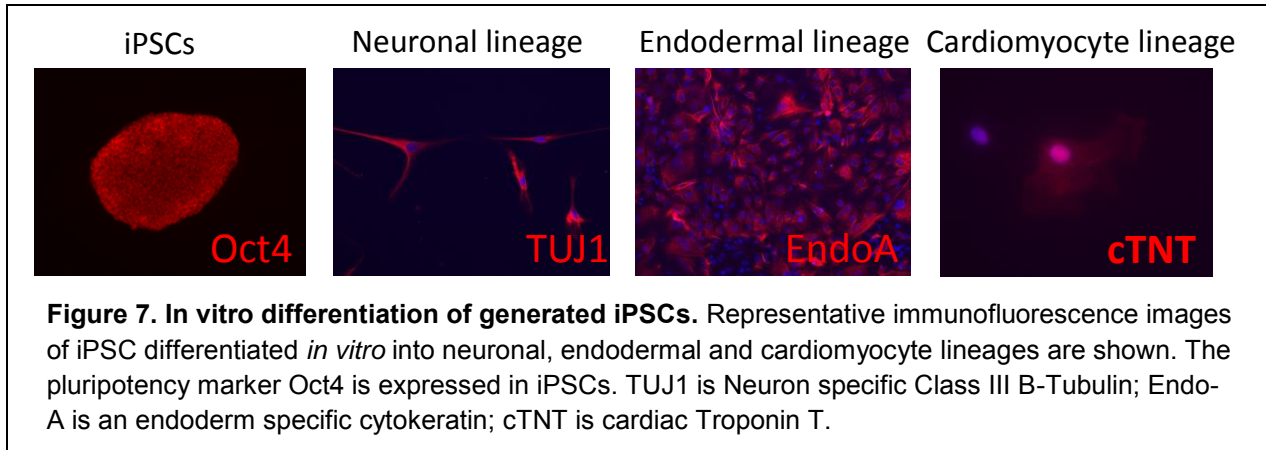 iPSCs Neuronal lineage Endodermal lineage Cardiomyocyte lineage
Oct4 TUJ1 EndoA cTNT
Figure 7. In vitro differentiation of generated iPSCs. Representative immunofluorescence images
of iPSC differentiated in vitro into neuronal, endodermal and cardiomyocyte lineages are shown. The
pluripotency marker Oct4 is expressed in iPSCs. TUJ1 is Neuron specific Class III B-Tubulin; Endo-
A is an endoderm specific cytokeratin; cTNT is cardiac Troponin T.